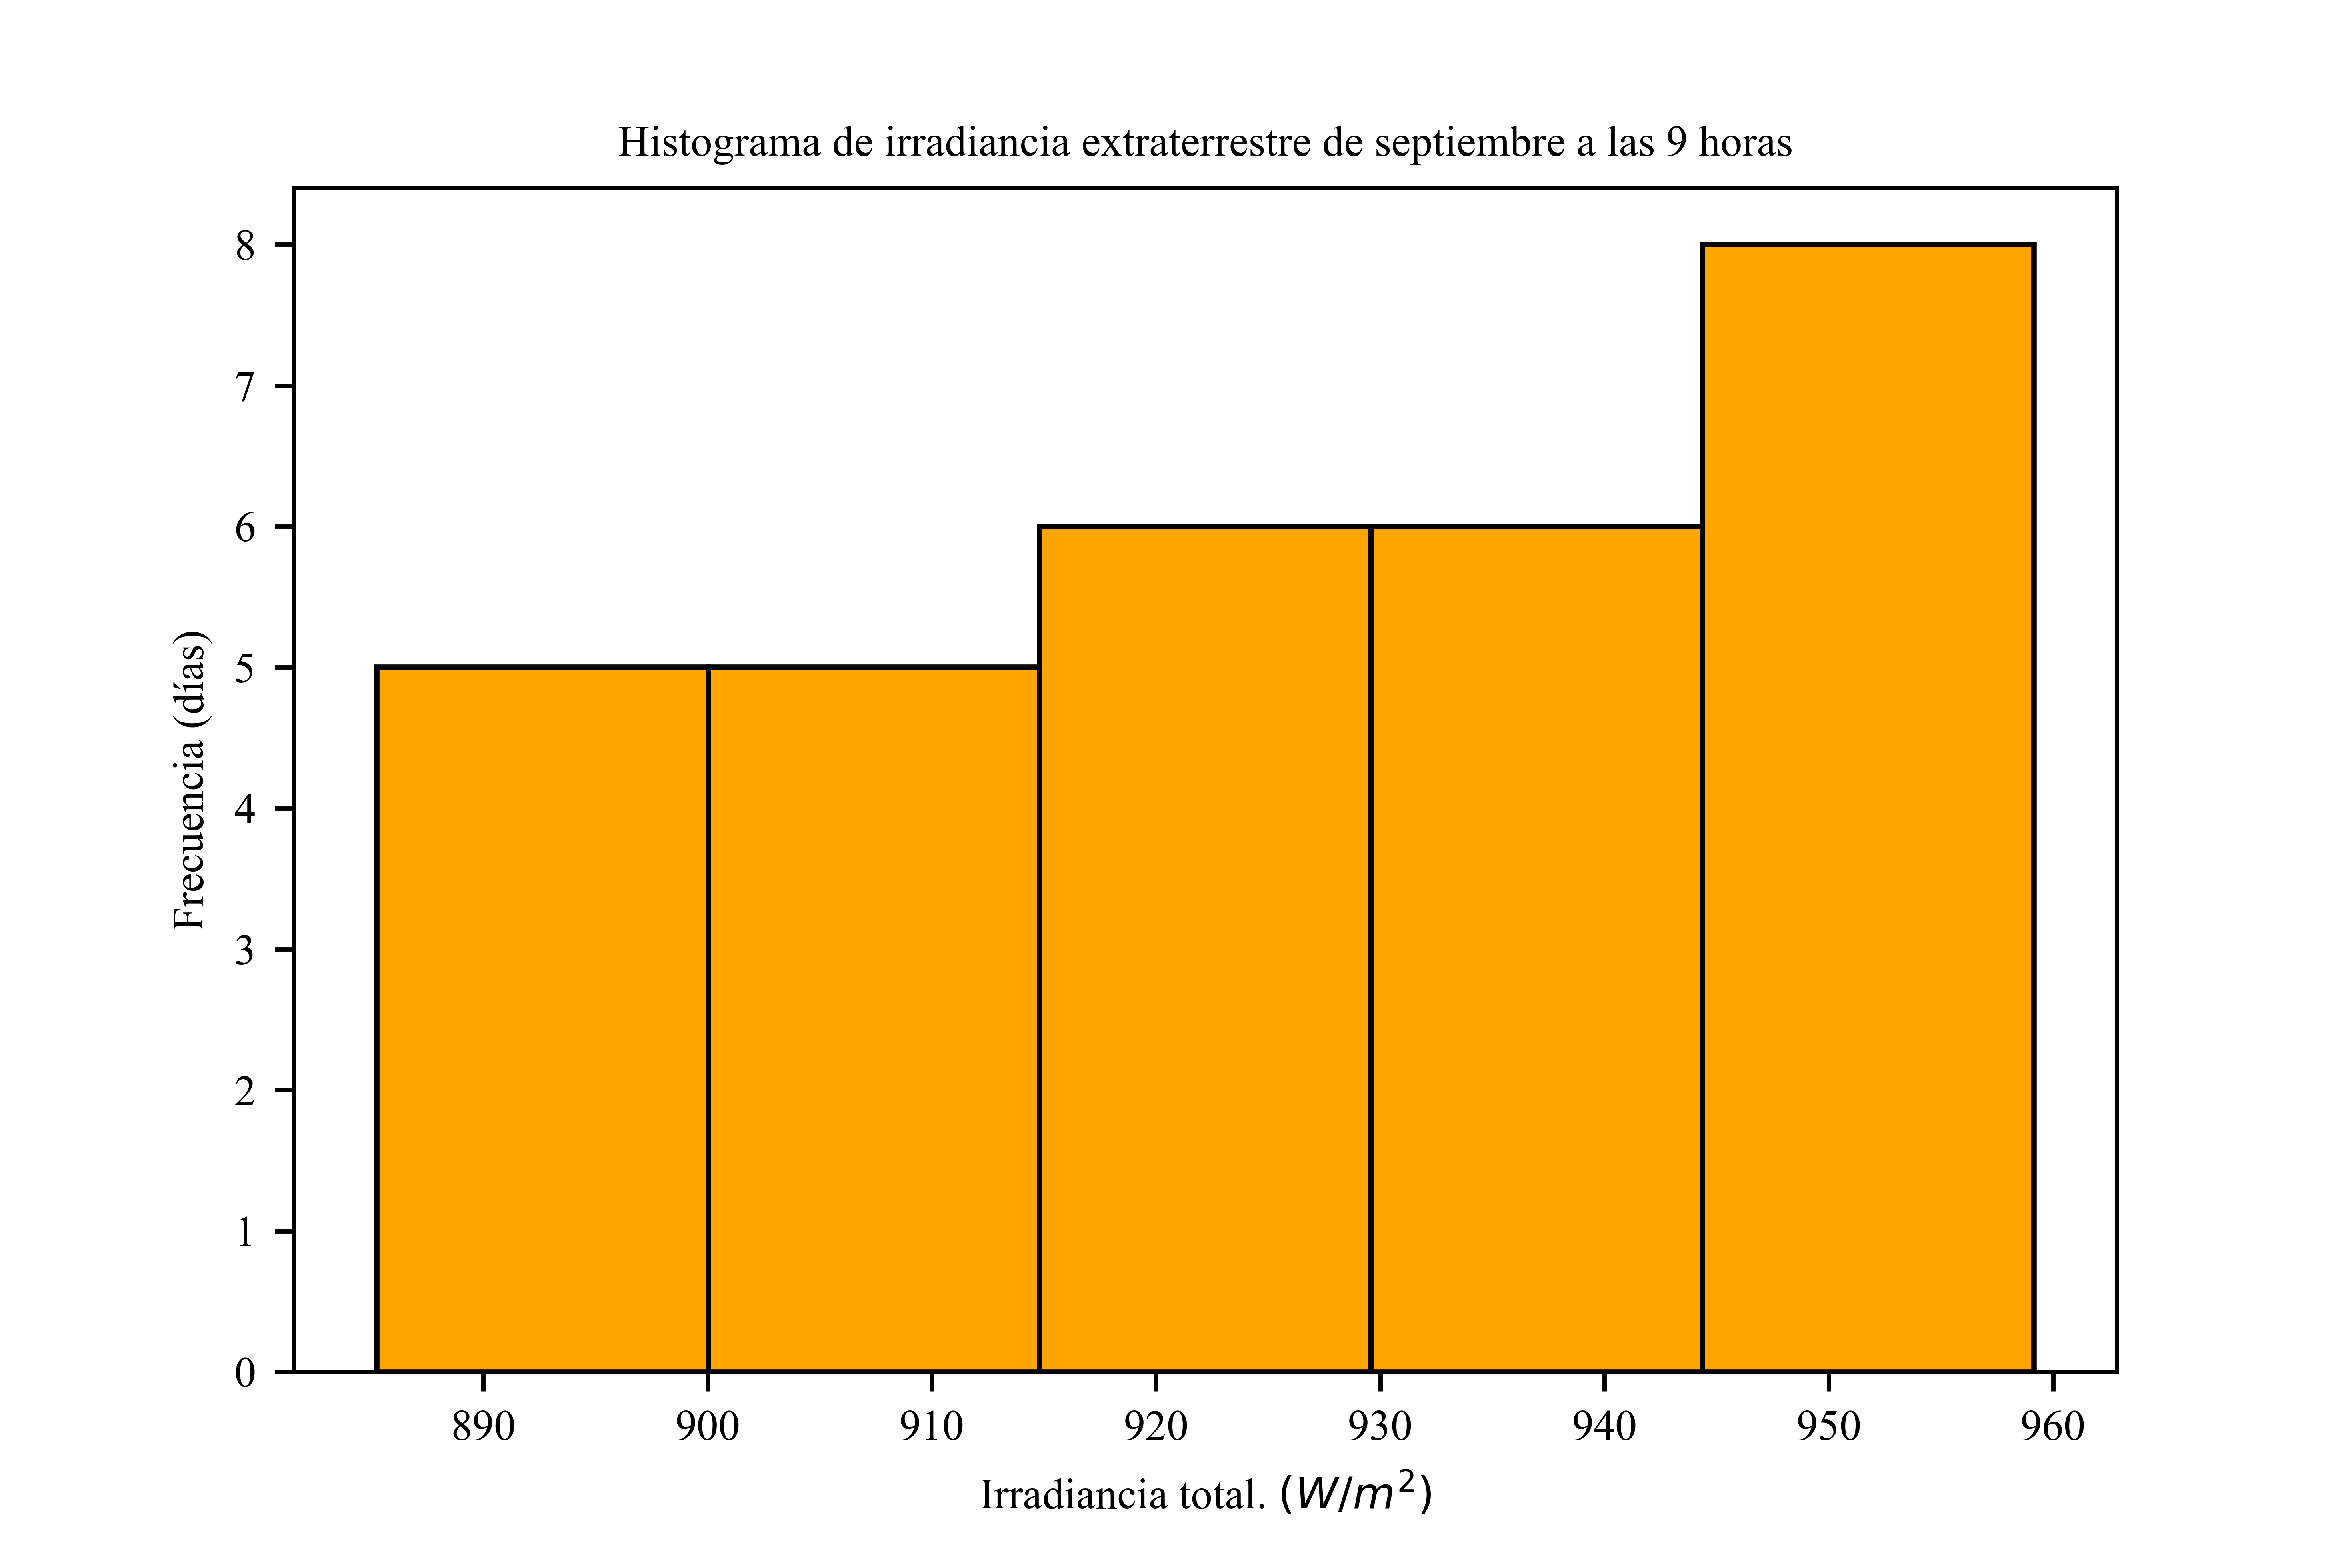 Histograma de irradiancia extraterrestre de septiembre a las 9 horas
8
7
6
5
4
3
2
1
0
Frecuencia (días)
890 900 910 920 930 940 950 960
Irradiancia total. (W/m²)